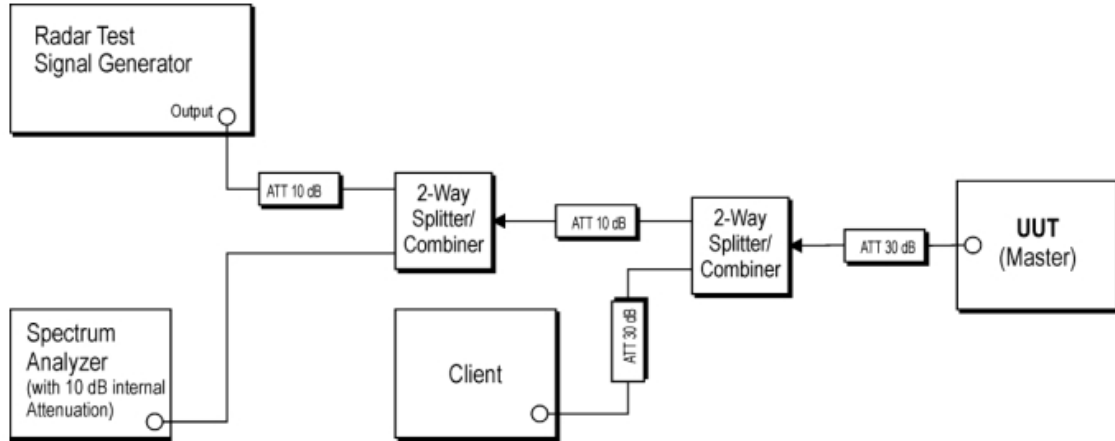 Radar Test
Signal Generator
Output
ATT 10 dB
2-Way
Splitter/
Combiner
ATT 10 dB
2-Way
Splitter/
Combiner
ATT 30 dB
UUT
(Master)
Spectrum
Analyzer
(with 10 dB internal
Attenuation)
Client
ATT 30 dB